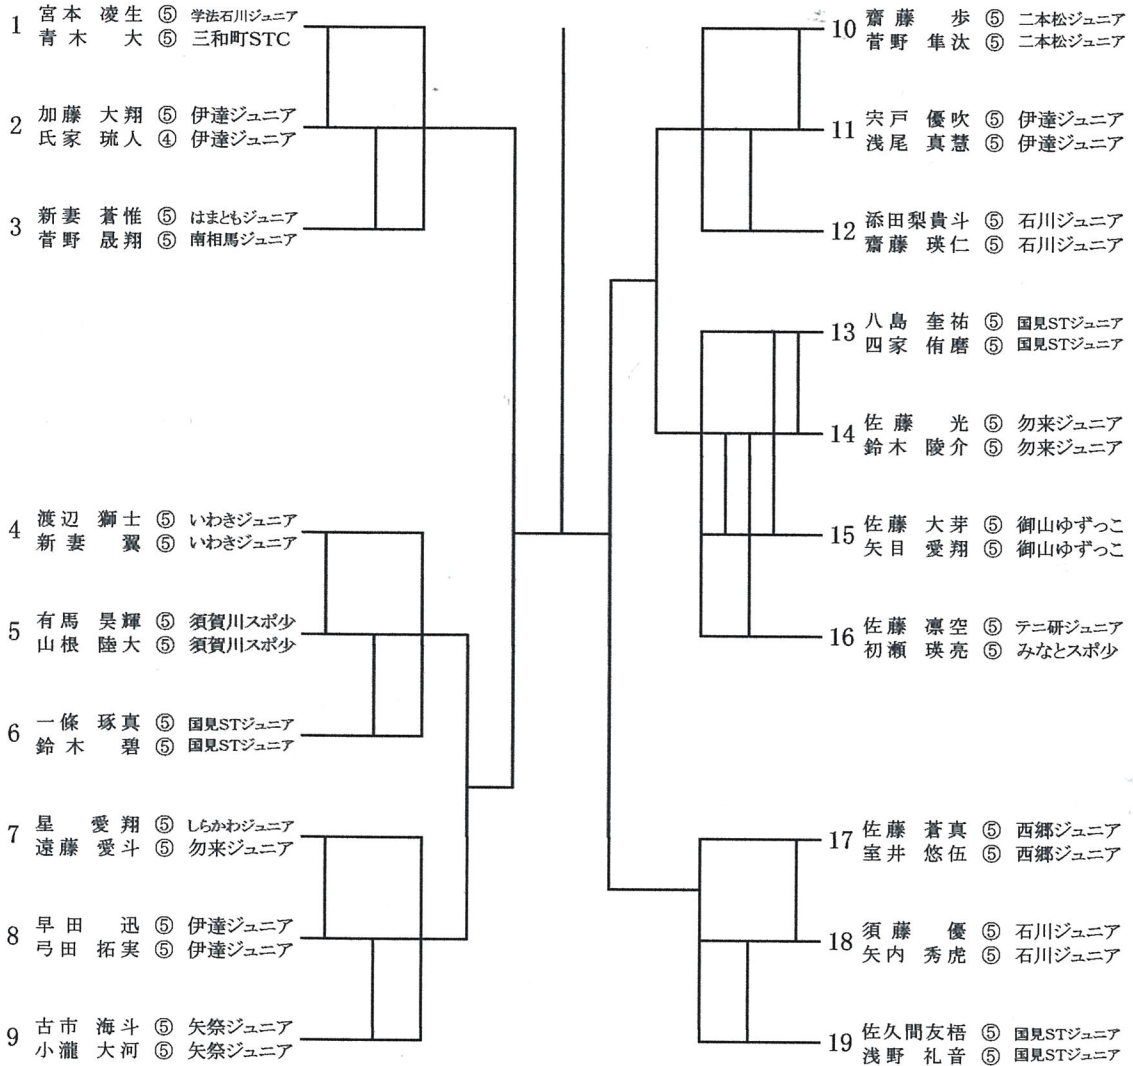 1 宮本 凌生 ⑤ 学法石川ジュニア
青木 大 ⑤ 三和町STC
2 加藤 大翔 ⑤ 伊達ジュニア
氏家 琉人 ④ 伊達ジュニア
3 新妻 蒼惟 ⑤ はまともジュニア
菅野 晟翔 ⑤ 南相馬ジュニア
4 渡辺 獅士 ⑤ いわきジュニア
新妻 翼 ⑤ いわきジュニア
5 有馬 昊輝 ⑤ 須賀川スポ少
山根 陸大 ⑤ 須賀川スポ少
6 一條 琢真 ⑤ 国見STジュニア
鈴木 碧 ⑤ 国見STジュニア
7 星 愛翔 ⑤ しらかわジュニア
遠藤 愛斗 ⑤ 勿来ジュニア
8 早田 迅 ⑤ 伊達ジュニア
弓田 拓実 ⑤ 伊達ジュニア
9 古市 海斗 ⑤ 矢祭ジュニア
小瀧 大河 ⑤ 矢祭ジュニア
10 齋藤 歩 ⑤ 二本松ジュニア
菅野 隼汰 ⑤ 二本松ジュニア
11 宍戸 優吹 ⑤ 伊達ジュニア
浅尾 真慧 ⑤ 伊達ジュニア
12 添田梨貴斗 ⑤ 石川ジュニア
齋藤 瑛仁 ⑤ 石川ジュニア
13 八島 奎祐 ⑤ 国見STジュニア
四家 侑磨 ⑤ 国見STジュニア
14 佐藤 光 ⑤ 勿来ジュニア
鈴木 陵介 ⑤ 勿来ジュニア
15 佐藤 大芽 ⑤ 御山ゆずっこ
矢目 愛翔 ⑤ 御山ゆずっこ
16 佐藤 凛空 ⑤ テニ研ジュニア
初瀬 瑛亮 ⑤ みなとスポ少
17 佐藤 蒼真 ⑤ 西郷ジュニア
室井 悠伍 ⑤ 西郷ジュニア
18 須藤 優 ⑤ 石川ジュニア
矢内 秀虎 ⑤ 石川ジュニア
19 佐久間友梧 ⑤ 国見STジュニア
浅野 礼音 ⑤ 国見STジュニア